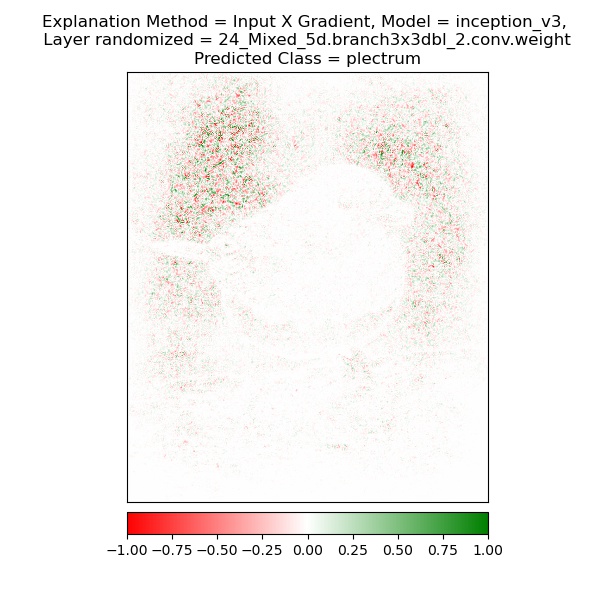 Explanation Method = Input X Gradient, Model = inception_v3,
Layer randomized = 24_Mixed_5d.branch3x3dbl_2.conv.weight
Predicted Class = plectrum
−1.00 −0.75 −0.50 −0.25 0.00 0.25 0.50 0.75 1.00